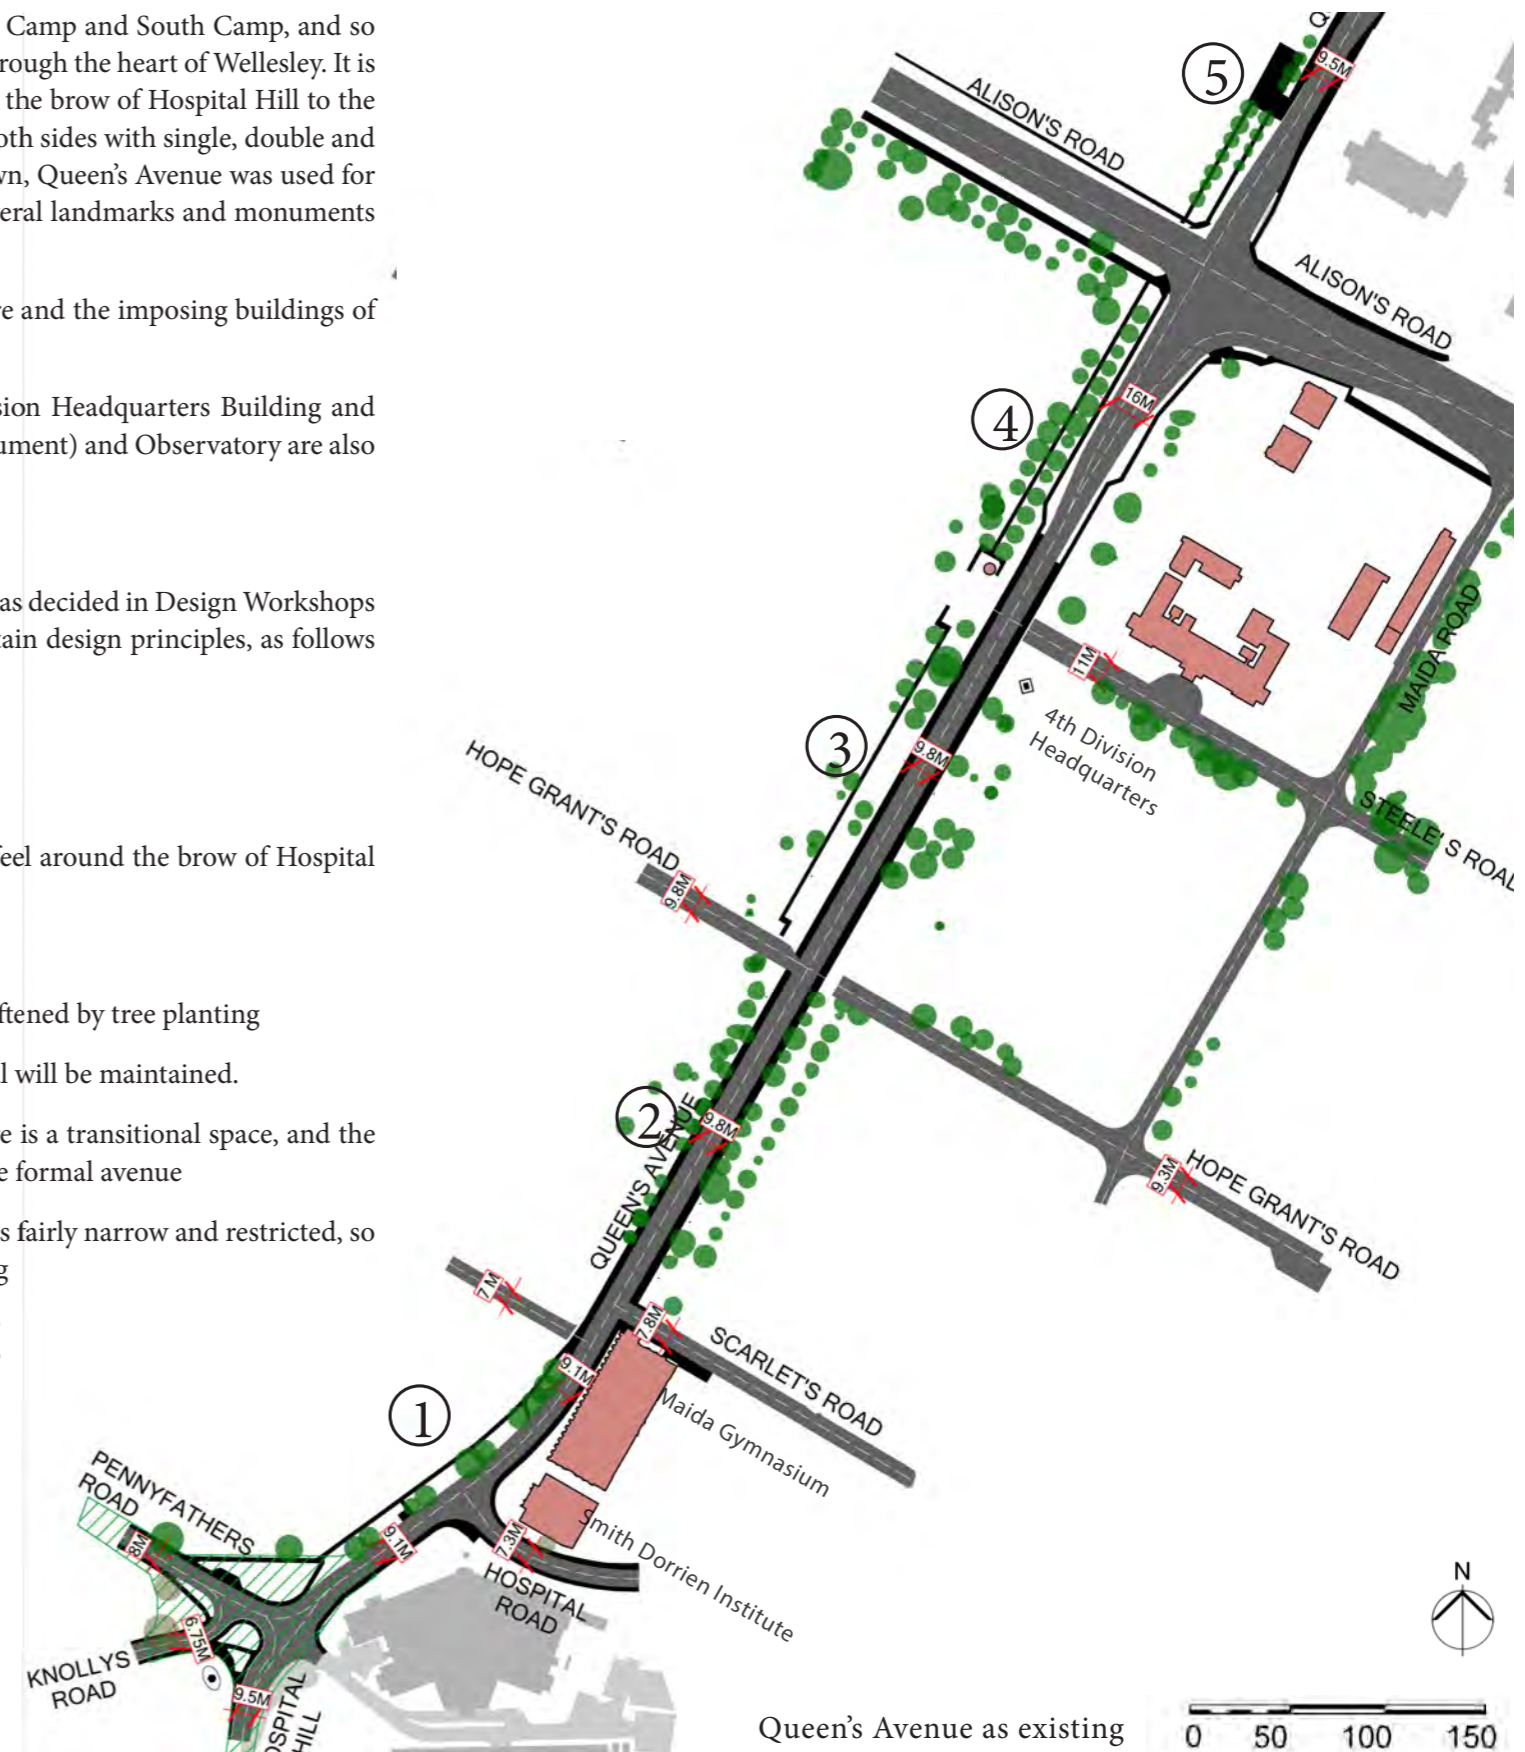 Camp and South Camp, and so
rough the heart of Wellesley. It is
the brow of Hospital Hill to the
oth sides with single, double and
wn, Queen's Avenue was used for
eral landmarks and monuments
re and the imposing buildings of
sion Headquarters Building and
ument) and Observatory are also
as decided in Design Workshops
tain design principles, as follows
feel around the brow of Hospital
ftened by tree planting
l will be maintained.
re is a transitional space, and the
e formal avenue
s fairly narrow and restricted, so
g
Q
9.5M
5
ALISON'S ROAD
ALISON'S ROAD
16M
4
11M
MAIDA ROAD
4th Division
Headquarters
3
9.8M
HOPE GRANT'S ROAD
9.8M
STEELE'S ROAD
2
9.8M
QUEEN'S AVENUE
9.3M
HOPE GRANT'S ROAD
7M
7.8M
SCARLET'S ROAD
9.1M
Maida Gymnasium
1
PENNYFATHERS
ROAD
8M
9.1M
7.3M
Smith Dorrien Institute
HOSPITAL
ROAD
6.75M
KNOLLYS
ROAD
9.5M
OSPITAL
HILL
N
Queen's Avenue as existing
0 50 100 150